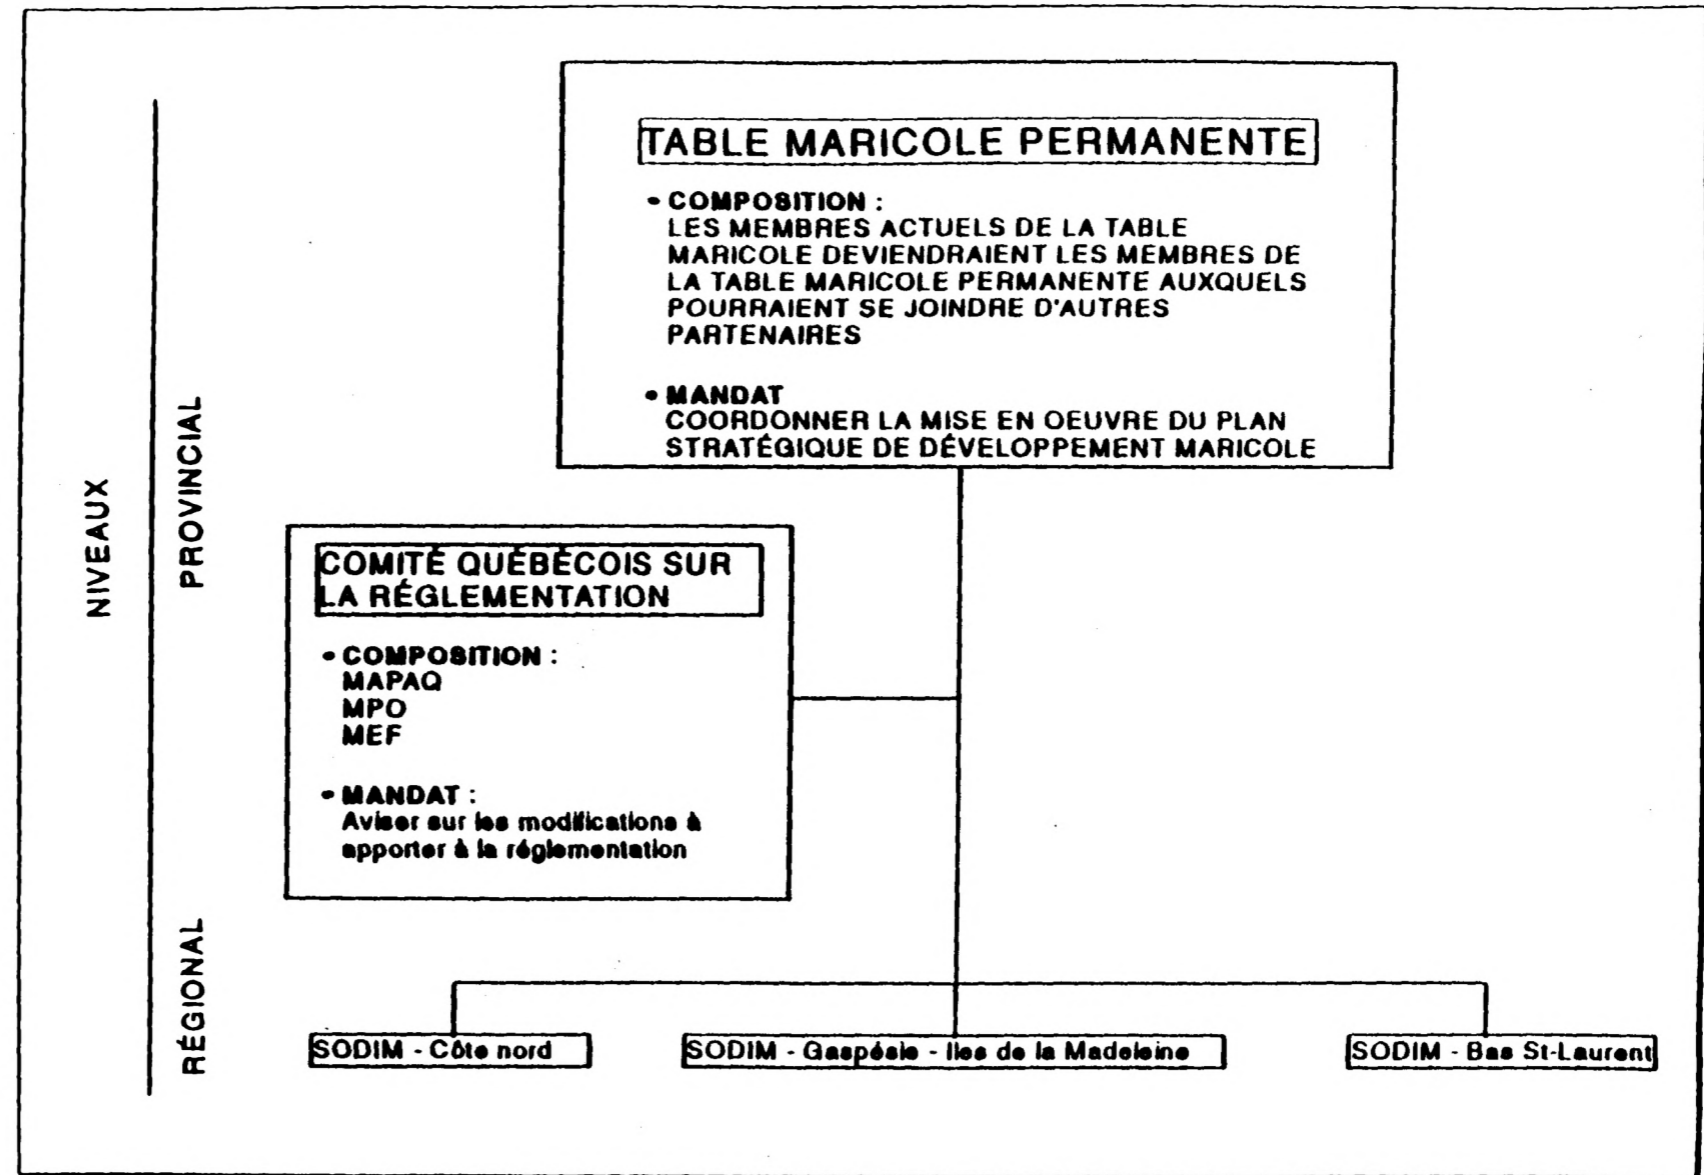 TABLE MARICOLE PERMANENTE
• COMPOSITION :
LES MEMBRES ACTUELS DE LA TABLE
MARICOLE DEVIENDRAIENT LES MEMBRES DE
LA TABLE MARICOLE PERMANENTE AUXQUELS
POURRAIENT SE JOINDRE D'AUTRES
PARTENAIRES
• MANDAT
COORDONNER LA MISE EN OEUVRE DU PLAN
STRATÉGIQUE DE DÉVELOPPEMENT MARICOLE
NIVEAUX
PROVINCIAL
COMITÉ QUÉBÉCOIS SUR
LA RÉGLEMENTATION
• COMPOSITION :
MAPAQ
MPO
MEF
• MANDAT :
Aviser sur les modifications à
apporter à la réglementation
RÉGIONAL
SODIM - Côte nord
SODIM - Gaspésie - Iles de la Madeleine
SODIM - Bas St-Laurent